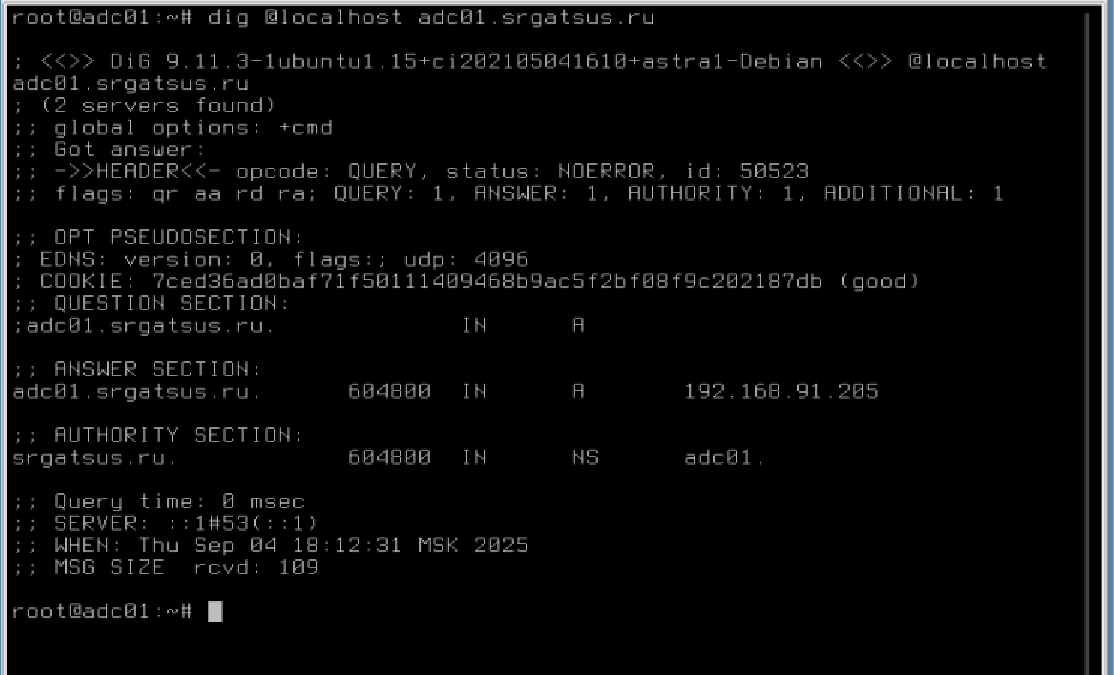 root@adc01:~# dig @localhost adc01.srgatsus.ru
; <<>> DiG 9.11.3-1ubuntu1.15+ci202105041610+astra1-Debian <<>> @localhost
adc01.srgatsus.ru
; (2 servers found)
;; global options: +cmd
;; Got answer:
;; ->>HEADER<<- opcode: QUERY, status: NOERROR, id: 50523
;; flags: qr aa rd ra; QUERY: 1, ANSWER: 1, AUTHORITY: 1, ADDITIONAL: 1
;; OPT PSEUDOSECTION:
; EDNS: version: 0, flags:; udp: 4096
; COOKIE: 7ced36ad0baf71f50111409468b9ac5f2bf08f9c202187db (good)
;; QUESTION SECTION:
;adc01.srgatsus.ru. IN A
;; ANSWER SECTION:
adc01.srgatsus.ru. 604800 IN A 192.168.91.205
;; AUTHORITY SECTION:
srgatsus.ru. 604800 IN NS adc01.
;; Query time: 0 msec
;; SERVER: ::1#53(::1)
;; WHEN: Thu Sep 04 18:12:31 MSK 2025
;; MSG SIZE rcvd: 109
root@adc01:~#